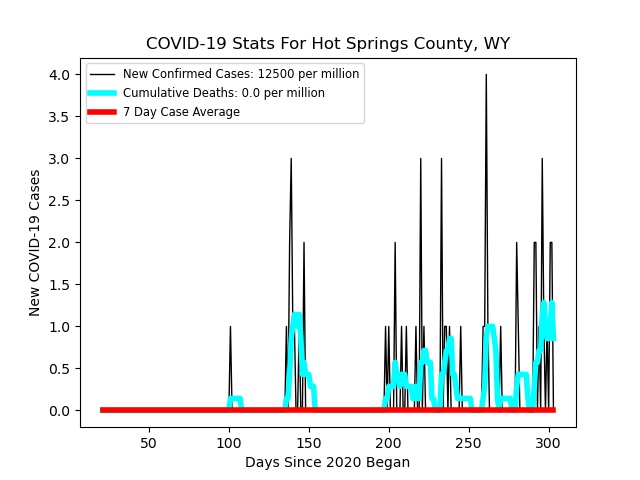 COVID-19 Stats For Hot Springs County, WY
New Confirmed Cases: 12500 per million
Cumulative Deaths: 0.0 per million
7 Day Case Average
4.0
3.5
3.0
2.5
2.0
1.5
1.0
0.5
0.0
New COVID-19 Cases
50 100 150 200 250 300
Days Since 2020 Began